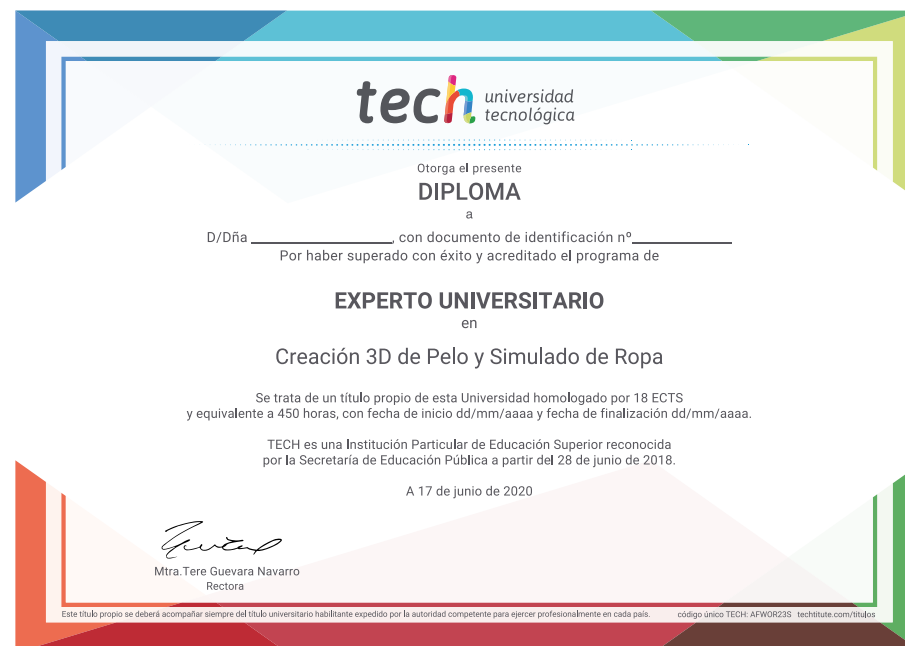 tech universidad
tecnológica
Otorga el presente
DIPLOMA
a
D/Dña ____________________, con documento de identificación nº______________
Por haber superado con éxito y acreditado el programa de
EXPERTO UNIVERSITARIO
en
Creación 3D de Pelo y Simulado de Ropa
Se trata de un título propio de esta Universidad homologado por 18 ECTS
y equivalente a 450 horas, con fecha de inicio dd/mm/aaaa y fecha de finalización dd/mm/aaaa.
TECH es una Institución Particular de Educación Superior reconocida
por la Secretaría de Educación Pública a partir del 28 de junio de 2018.
A 17 de junio de 2020
Mtra.Tere Guevara Navarro
Rectora
Este título propio se deberá acompañar siempre del título universitario habilitante expedido por la autoridad competente para ejercer profesionalmente en cada país. código único TECH: AFWOR23S techtitute.com/títulos